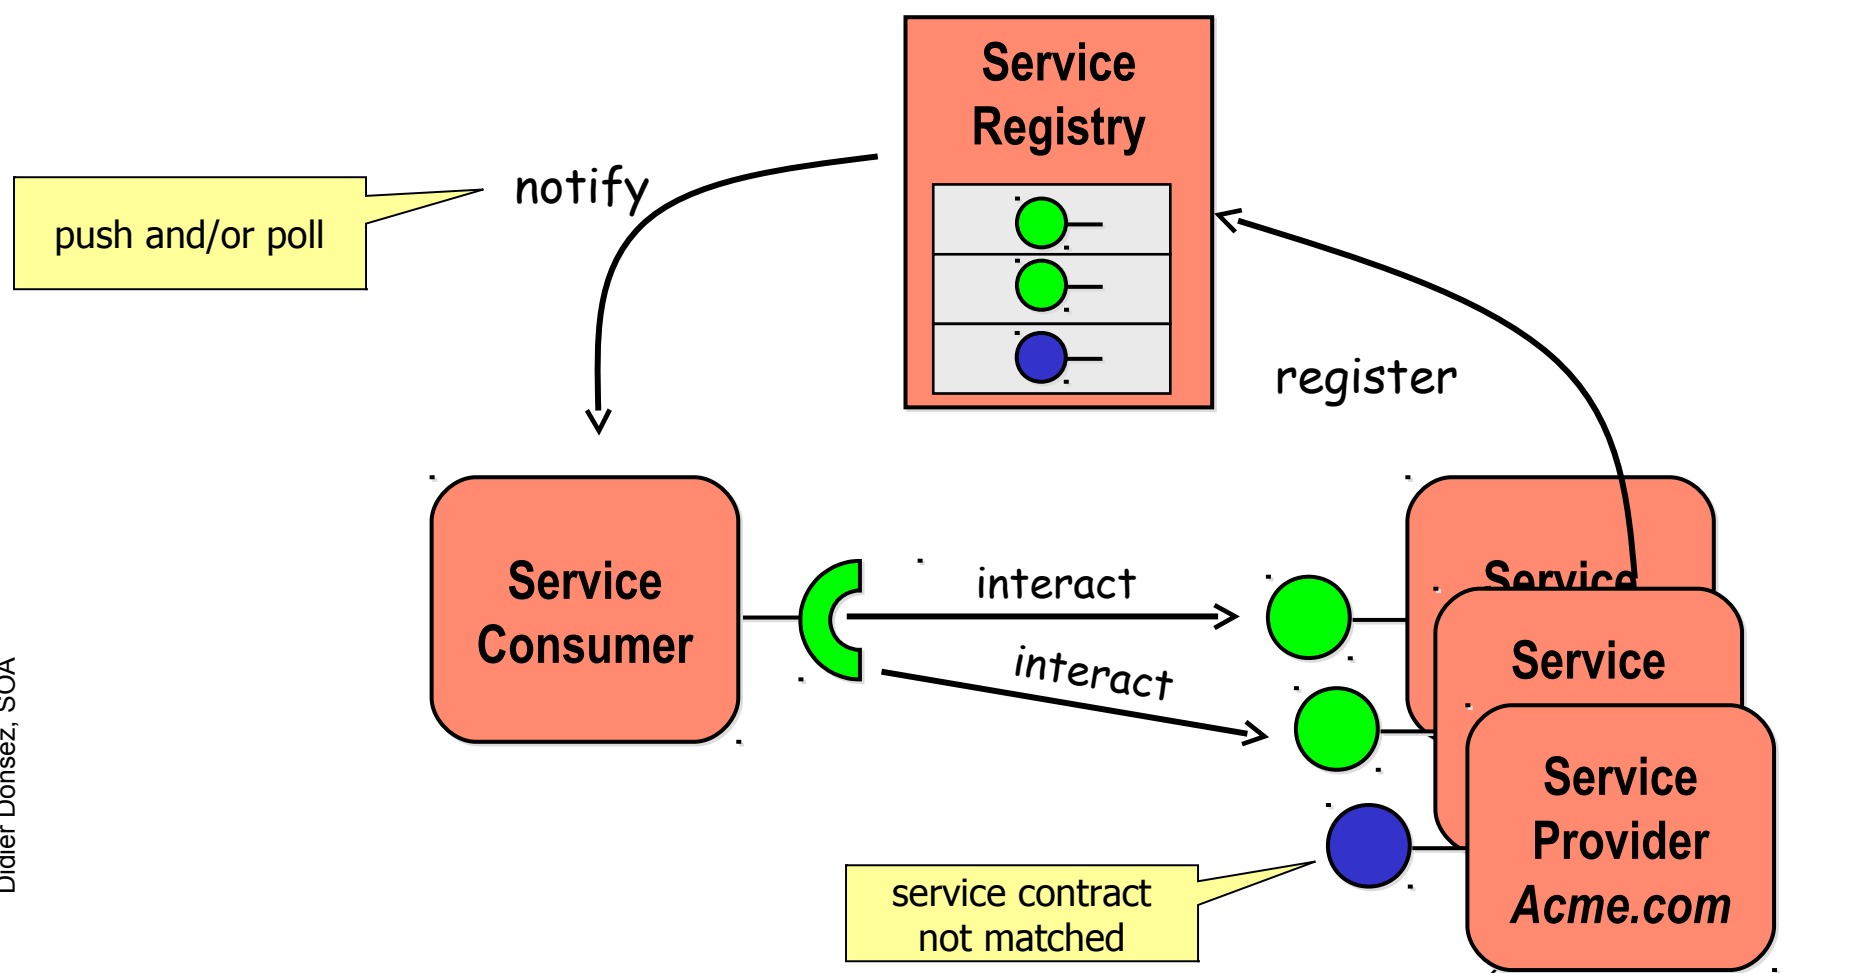 Service
Registry
notify
push and/or poll
register
Service
Consumer
interact
interact
Service
Service
Service
Provider
Acme.com
service contract
not matched
Didier Donsez, SOA